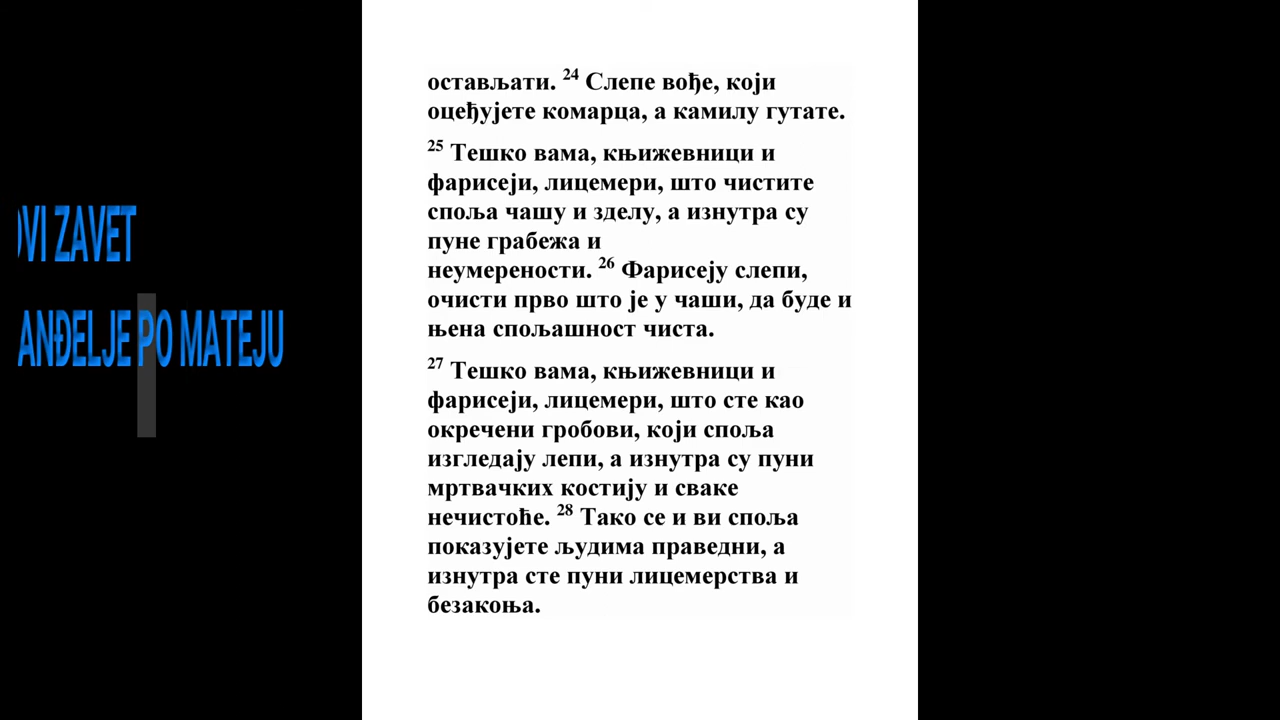 OVI ZAVET
ANĐELJE PO MATEJU
остављати. 24 Слепе вође, који
оцеђујете комарца, а камилу гутате.
25 Тешко вама, књижевници и
фарисеји, лицемери, што чистите
споља чашу и зделу, а изнутра су
пуне грабежа и
неумерености. 26 Фарисеју слепи,
очисти прво што је у чаши, да буде и
њена спољашност чиста.
27 Тешко вама, књижевници и
фарисеји, лицемери, што сте као
окречени гробови, који споља
изгледају лепи, а изнутра су пуни
мртвачких костију и сваке
нечистоће. 28 Тако се и ви споља
показујете људима праведни, а
изнутра сте пуни лицемерства и
безакоња.